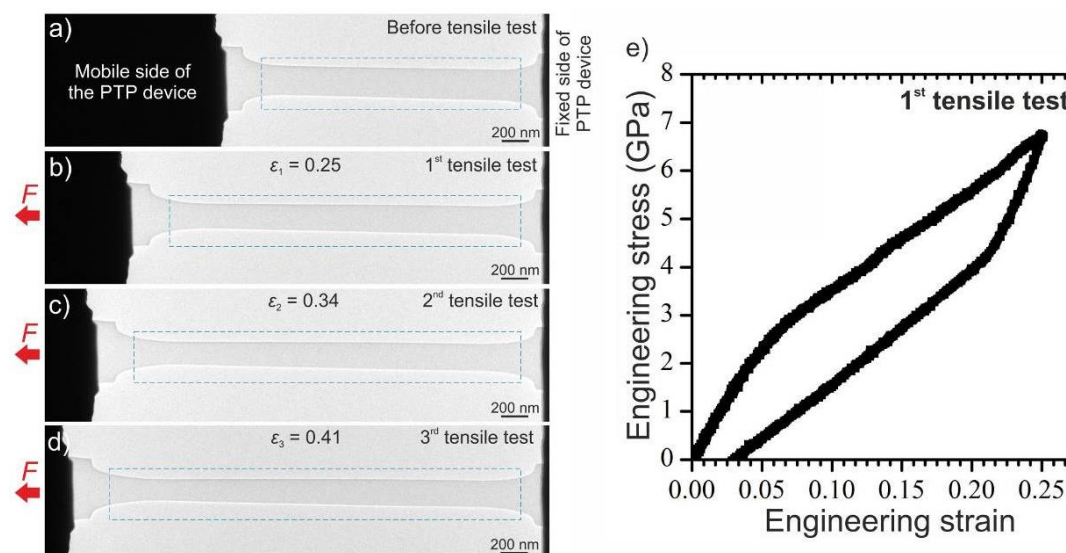 a)
Before tensile test
Mobile side of
the PTP device
Fixed side of
PTP device
200 nm
b)
ε₁ = 0.25
1st tensile test
F
200 nm
c)
ε₂ = 0.34
2nd tensile test
F
200 nm
d)
ε₃ = 0.41
3rd tensile test
F
200 nm
e)
1st tensile test
Engineering stress (GPa)
8
7
6
5
4
3
2
1
0
0.00 0.05 0.10 0.15 0.20 0.25
Engineering strain